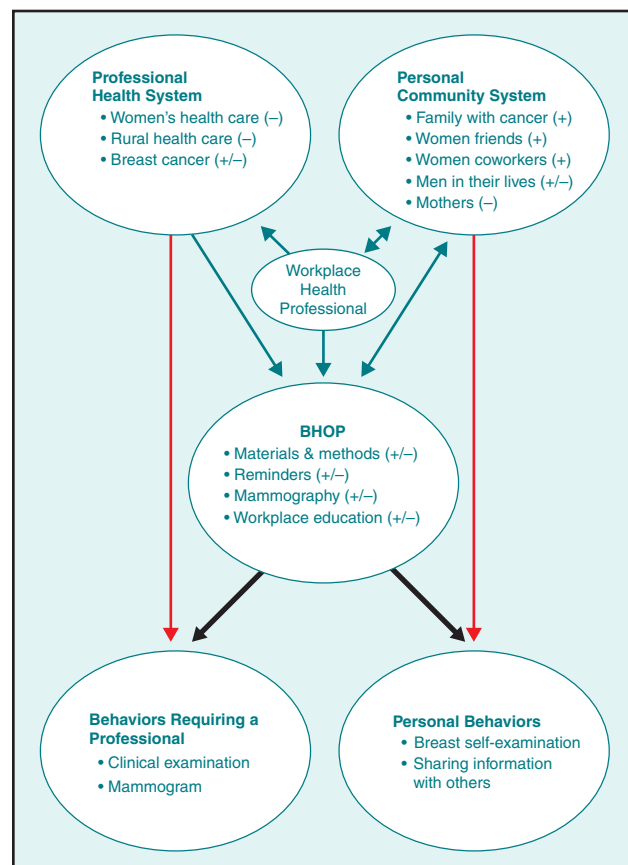 Professional
Health System
• Women's health care (–)
• Rural health care (–)
• Breast cancer (+/–)
Personal
Community System
• Family with cancer (+)
• Women friends (+)
• Women coworkers (+)
• Men in their lives (+/–)
• Mothers (–)
Workplace
Health
Professional
BHOP
• Materials & methods (+/–)
• Reminders (+/–)
• Mammography (+/–)
• Workplace education (+/–)
Behaviors Requiring a
Professional
• Clinical examination
• Mammogram
Personal Behaviors
• Breast self-examination
• Sharing information
with others